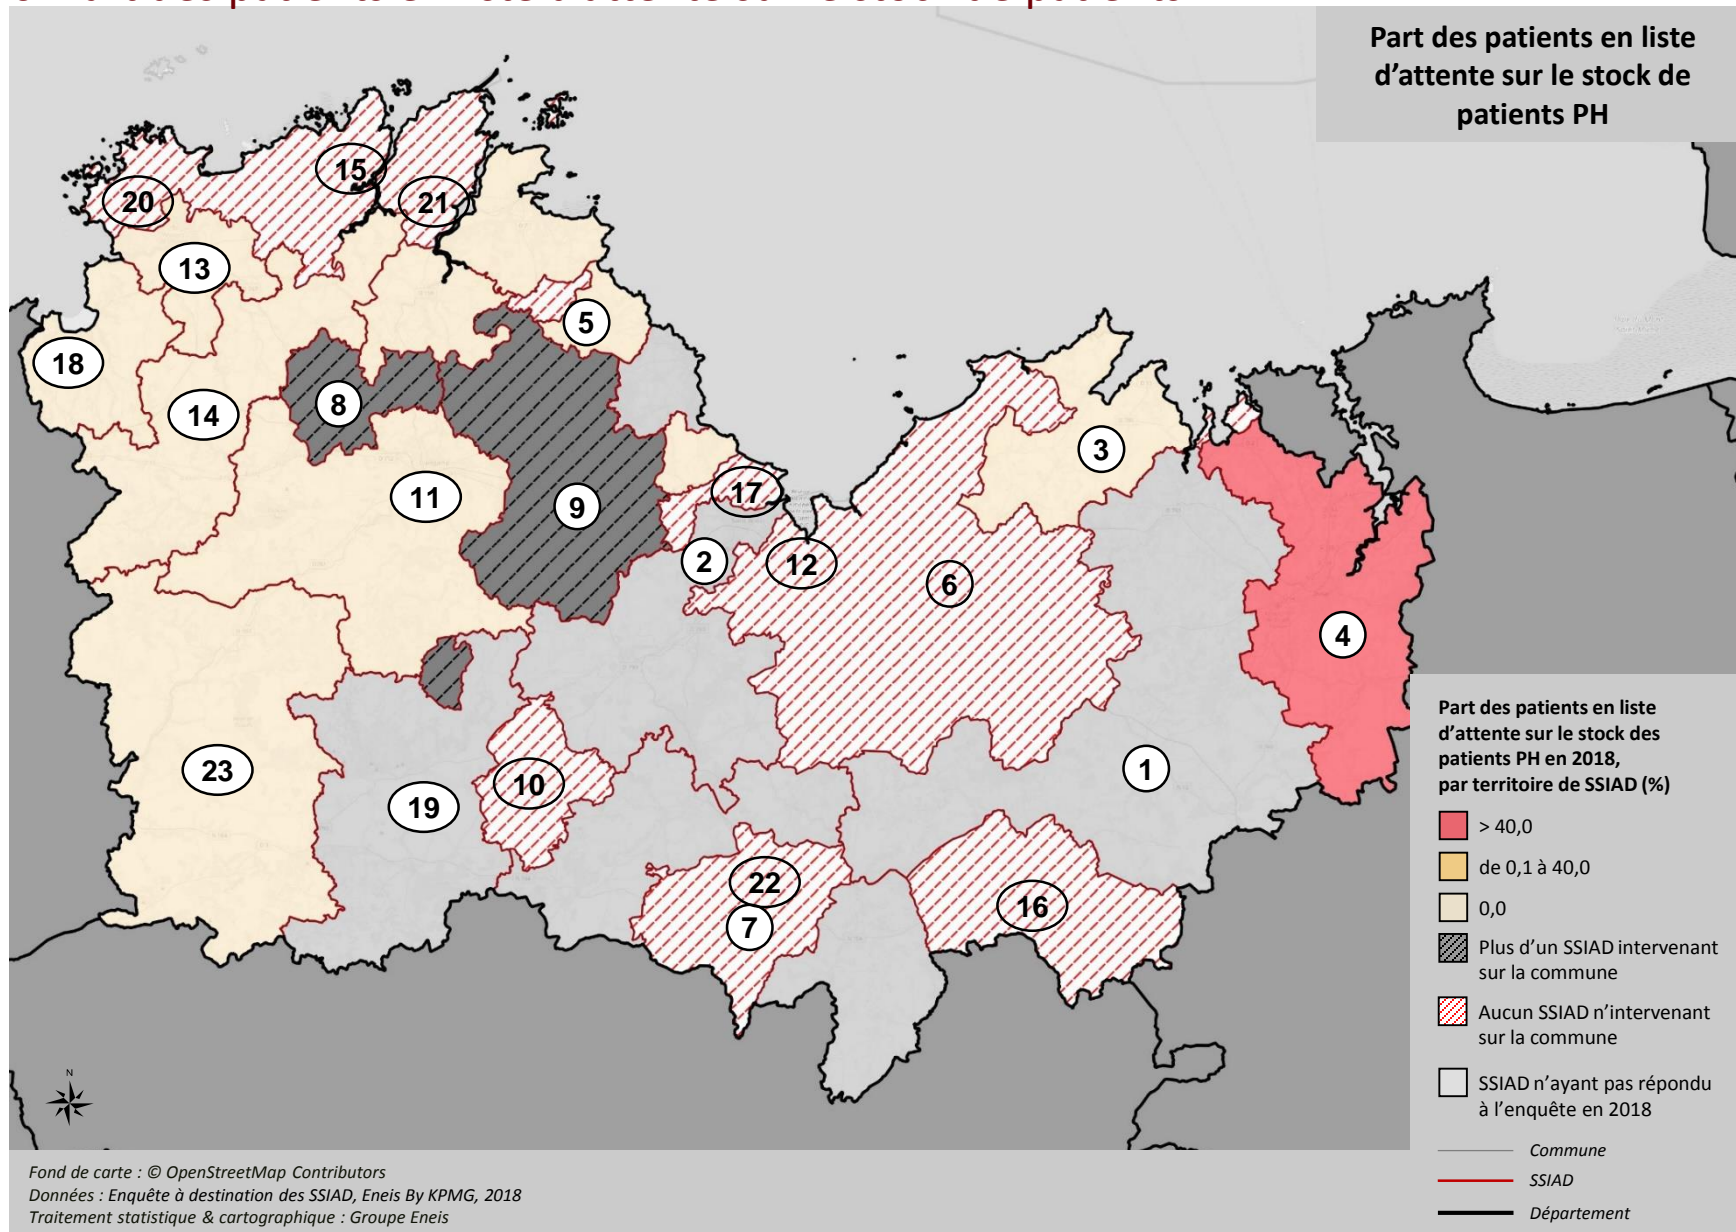 Part des patients en liste
d'attente sur le stock de
patients PH
15
20
21
13
5
18
8
14
3
11
17
9
2
12
6
4
23
10
1
19
22
16
7
N
Part des patients en liste
d'attente sur le stock des
patients PH en 2018,
par territoire de SSIAD (%)
> 40,0
de 0,1 à 40,0
0,0
Plus d'un SSIAD intervenant
sur la commune
Aucun SSIAD n'intervenant
sur la commune
SSIAD n'ayant pas répondu
à l'enquête en 2018
Commune
SSIAD
Département
Fond de carte : © OpenStreetMap Contributors
Données : Enquête à destination des SSIAD, Eneis By KPMG, 2018
Traitement statistique & cartographique : Groupe Eneis